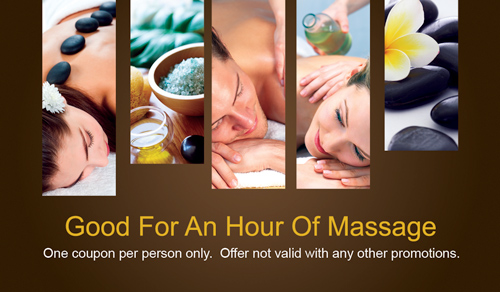 Good For An Hour Of Massage
One coupon per person only.  Offer not valid with any other promotions.